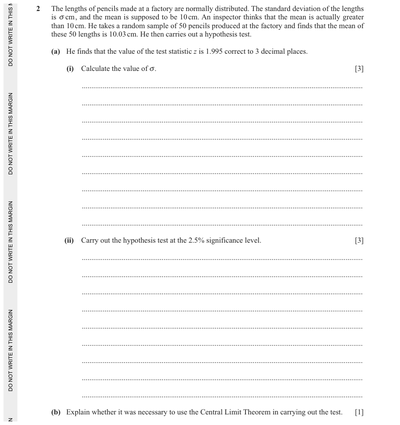 2 The lengths of pencils made at a factory are normally distributed. The standard deviation of the lengths
is σ cm, and the mean is supposed to be 10 cm. An inspector thinks that the mean is actually greater
than 10 cm. He takes a random sample of 50 pencils produced at the factory and finds that the mean of
these 50 lengths is 10.03 cm. He then carries out a hypothesis test.
(a) He finds that the value of the test statistic z is 1.995 correct to 3 decimal places.
(i) Calculate the value of σ. [3]
(ii) Carry out the hypothesis test at the 2.5% significance level. [3]
(b) Explain whether it was necessary to use the Central Limit Theorem in carrying out the test. [1]
DO NOT WRITE IN THIS M
DO NOT WRITE IN THIS MARGIN
DO NOT WRITE IN THIS MARGIN
DO NOT WRITE IN THIS MARGIN
N